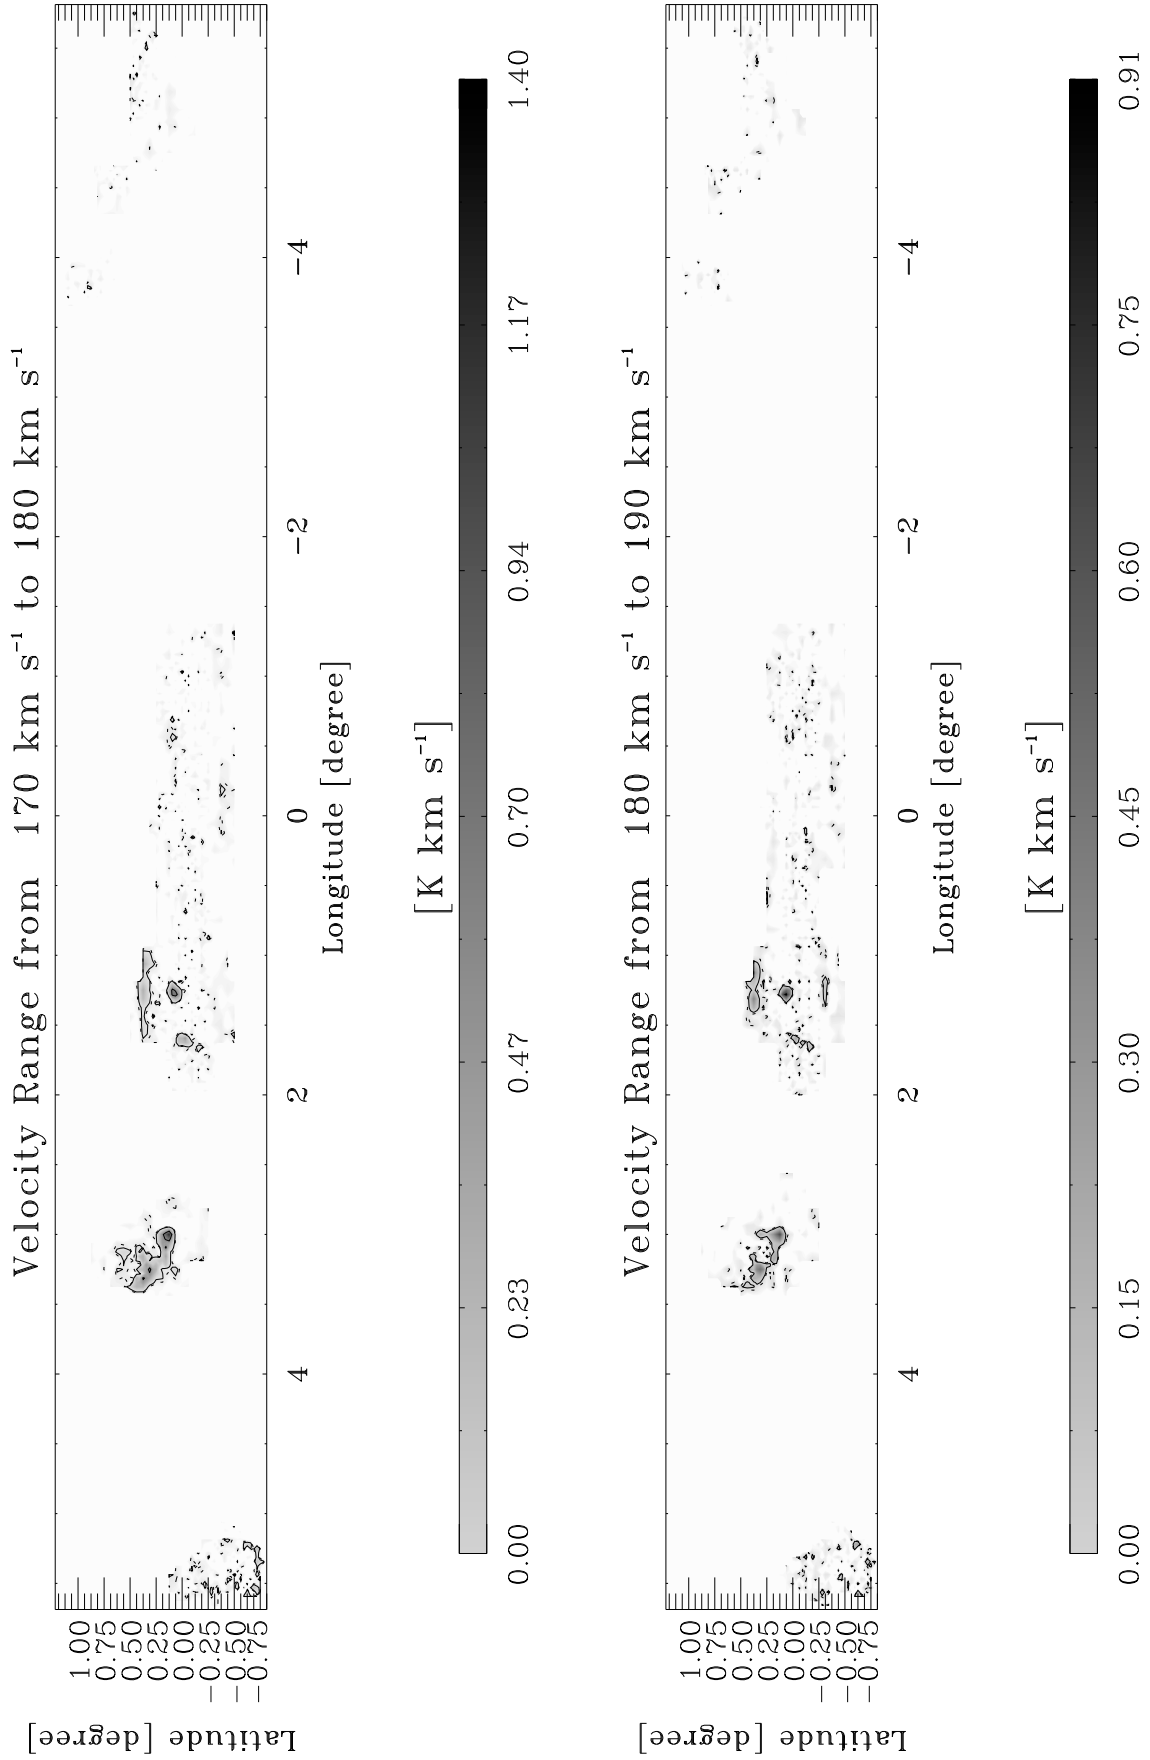 Velocity Range from 170 km s⁻¹ to 180 km s⁻¹
Latitude [degree]
1.00
0.75
0.50
0.25
0.00
−0.25
−0.50
−0.75
4 2 0 −2 −4
Longitude [degree]
[K km s⁻¹]
0.00 0.23 0.47 0.70 0.94 1.17 1.40
Velocity Range from 180 km s⁻¹ to 190 km s⁻¹
Latitude [degree]
1.00
0.75
0.50
0.25
0.00
−0.25
−0.50
−0.75
4 2 0 −2 −4
Longitude [degree]
[K km s⁻¹]
0.00 0.15 0.30 0.45 0.60 0.75 0.91